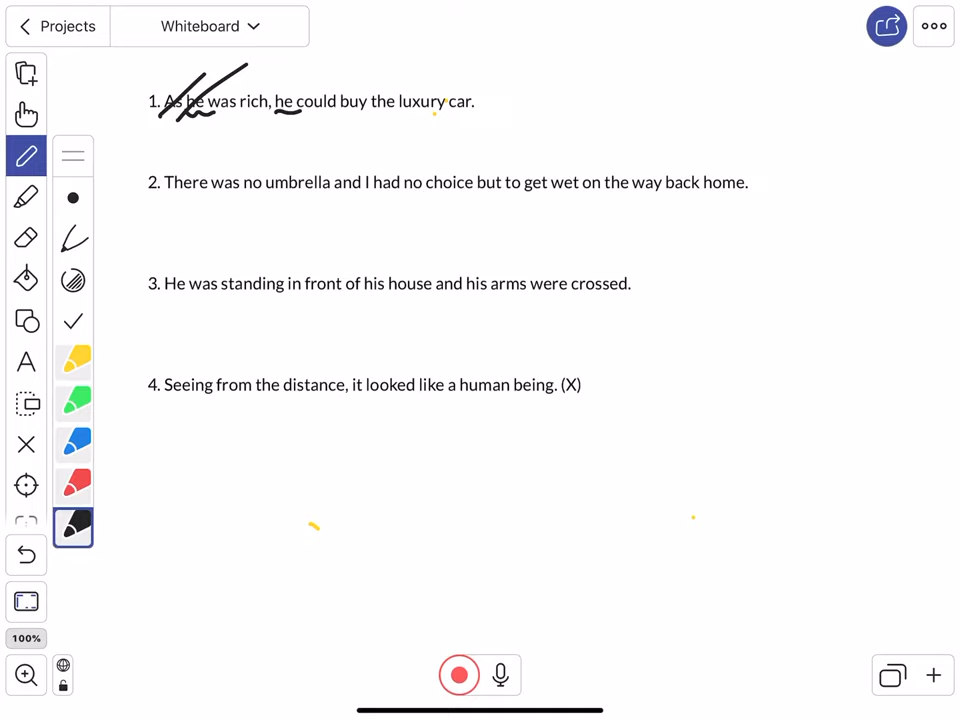 Projects
Whiteboard
1. As he was rich, he could buy the luxury car.
2. There was no umbrella and I had no choice but to get wet on the way back home.
3. He was standing in front of his house and his arms were crossed.
A
4. Seeing from the distance, it looked like a human being. (X)
100%